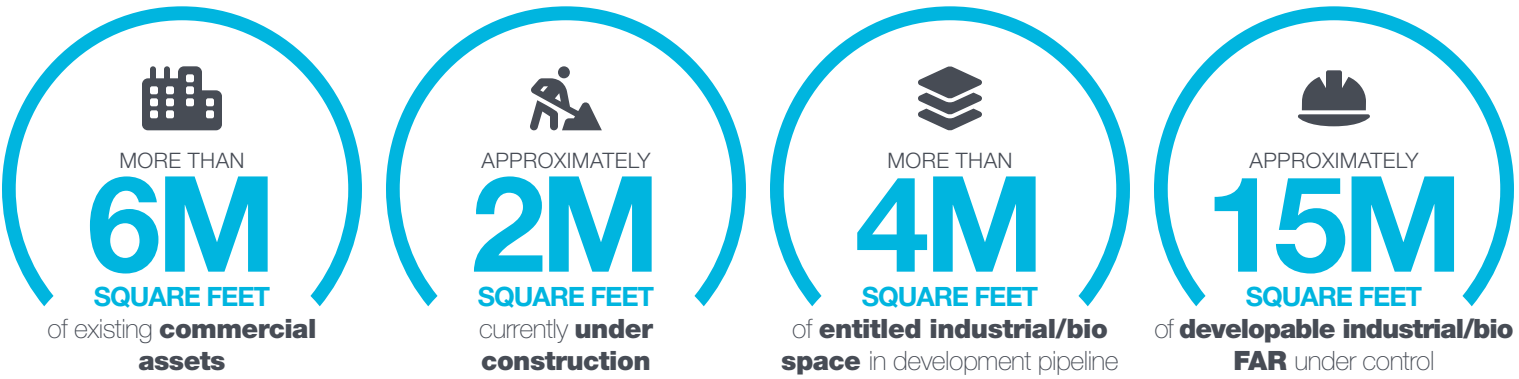 MORE THAN
6M
SQUARE FEET
of existing commercial
assets
APPROXIMATELY
2M
SQUARE FEET
currently under
construction
MORE THAN
4M
SQUARE FEET
of entitled industrial/bio
space in development pipeline
APPROXIMATELY
15M
SQUARE FEET
of developable industrial/bio
FAR under control